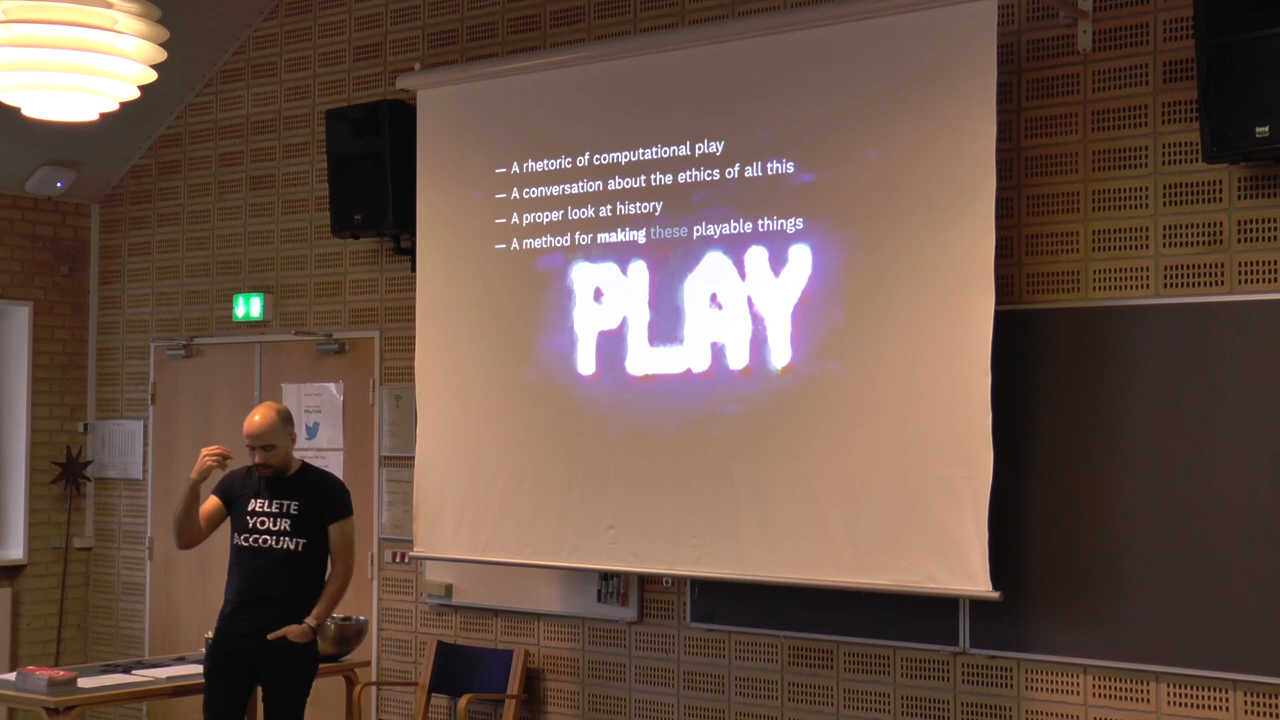 — A rhetoric of computational play
— A conversation about the ethics of all this
— A proper look at history
— A method for making these playable things
PLAY
DELETE
YOUR
ACCOUNT